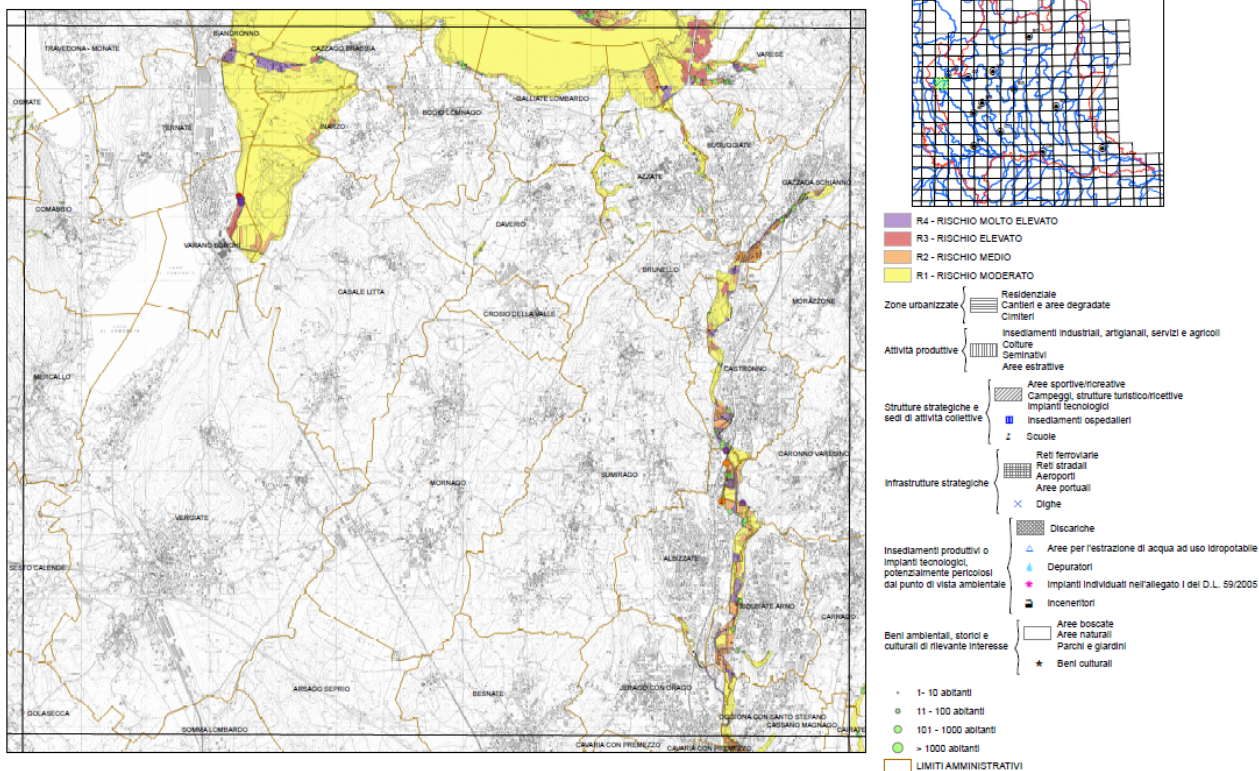 BIANDRONNO
TRAVEDONA - MONATE
CAZZAGO BRABBIA
VARESE
OSMATE
GALLIATE LOMBARDO
BODIO LOMNAGO
TERNATE
INARZO
BUGUGGIATE
AZZATE
GAZZADA SCHIANNO
COMABBIO
DAVERIO
VARANO BORGHI
BRUNELLO
CASALE LITTA
MORAZZONE
CROSIO DELLA VALLE
MERCALLO
CASTRONNO
CARONNO VARESINO
SUMIRAGO
MORNAGO
VERGIATE
ALBIZZATE
SESTO CALENDE
SOLBIATE ARNO
CARNAGO
ARSAGO SEPRIO
BESNATE
JERAGO CON ORAGO
GOLASECCA
OGGIONA CON SANTO STEFANO
CASSANO MAGNAGO
SOMMA LOMBARDO
CAIRATE
CAVARIA CON PREMEZZO
CAVARIA CON PREMEZZO
R4 - RISCHIO MOLTO ELEVATO
R3 - RISCHIO ELEVATO
R2 - RISCHIO MEDIO
R1 - RISCHIO MODERATO
Zone urbanizzate
Residenziale
Cantieri e aree degradate
Cimiteri
Attività produttive
Insediamenti industriali, artigianali, servizi e agricoli
Colture
Seminativi
Aree estrattive
Strutture strategiche e
sedi di attività collettive
Aree sportive/ricreative
Campeggi, strutture turistico/ricettive
Impianti tecnologici
Insediamenti ospedalieri
Scuole
Infrastrutture strategiche
Reti ferroviarie
Reti stradali
Aeroporti
Aree portuali
Dighe
Insediamenti produttivi o
impianti tecnologici,
potenzialmente pericolosi
dal punto di vista ambientale
Discariche
Aree per l'estrazione di acqua ad uso idropotabile
Depuratori
Impianti individuati nell'allegato I del D.L. 59/2005
Inceneritori
Beni ambientali, storici e
culturali di rilevante interesse
Aree boscate
Aree naturali
Parchi e giardini
Beni culturali
1- 10 abitanti
11 - 100 abitanti
101 - 1000 abitanti
> 1000 abitanti
LIMITI AMMINISTRATIVI